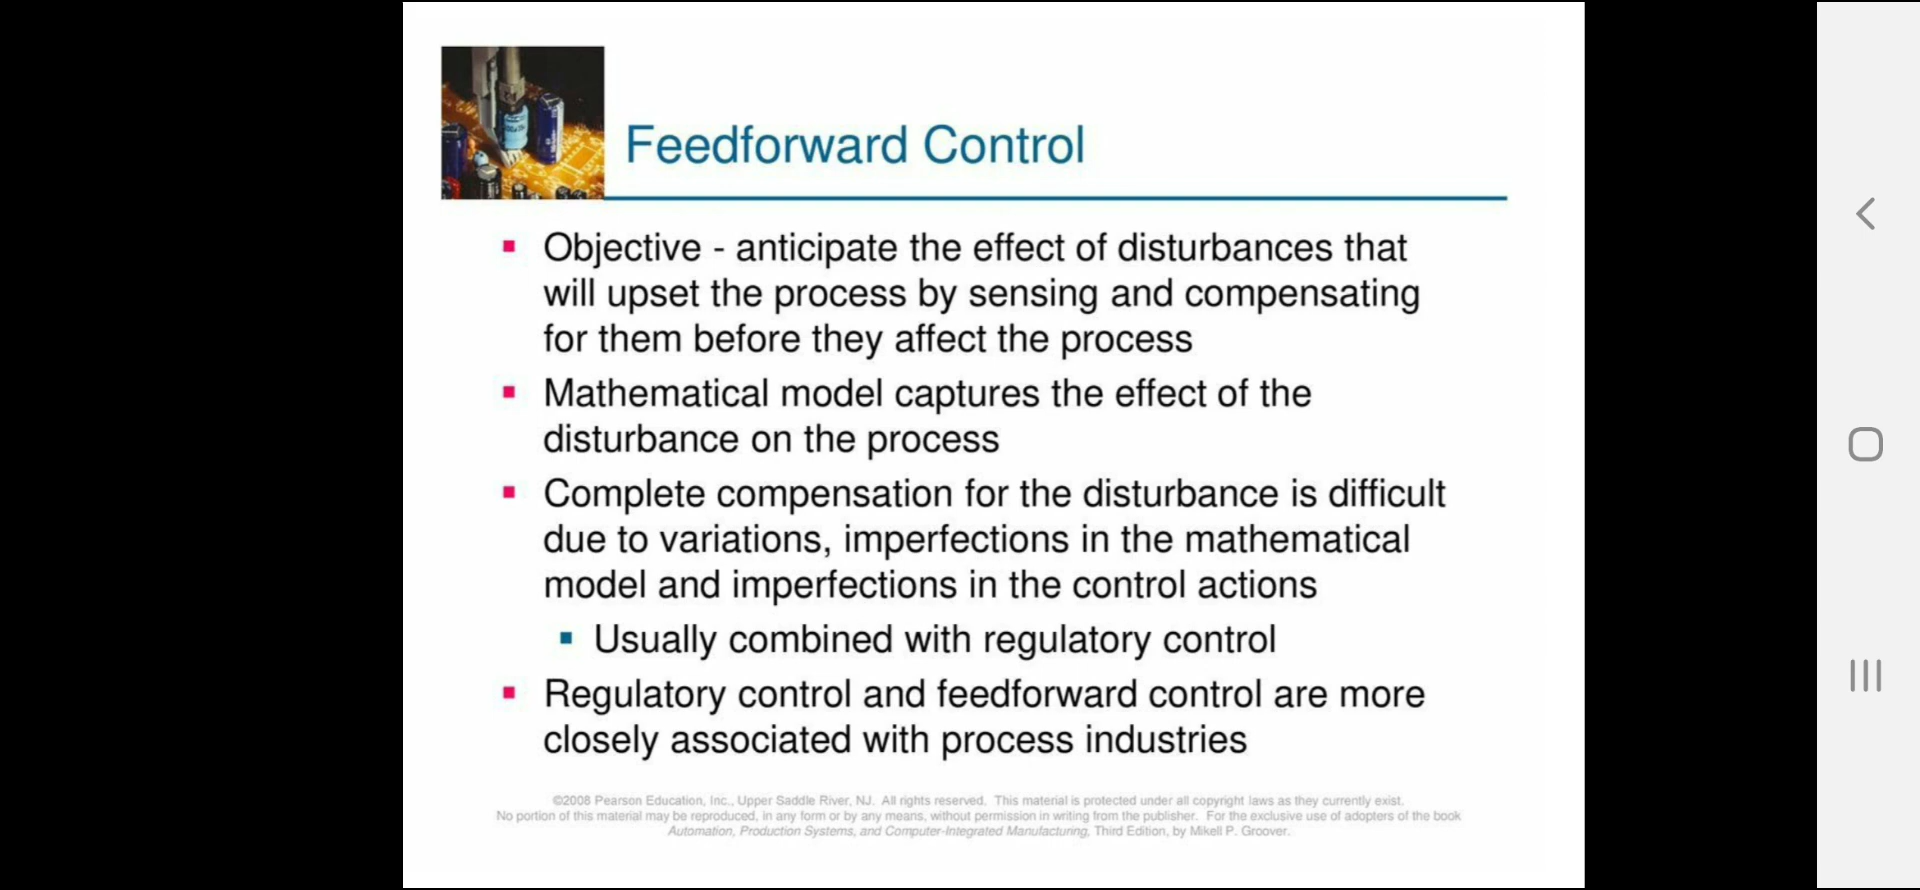 Feedforward Control
Objective - anticipate the effect of disturbances that
will upset the process by sensing and compensating
for them before they affect the process
Mathematical model captures the effect of the
disturbance on the process
Complete compensation for the disturbance is difficult
due to variations, imperfections in the mathematical
model and imperfections in the control actions
Usually combined with regulatory control
Regulatory control and feedforward control are more
closely associated with process industries
©2008 Pearson Education, Inc., Upper Saddle River, NJ. All rights reserved. This material is protected under all copyright laws as they currently exist.
No portion of this material may be reproduced, in any form or by any means, without permission in writing from the publisher. For the exclusive use of adopters of the book
Automation, Production Systems, and Computer-Integrated Manufacturing, Third Edition, by Mikell P. Groover.